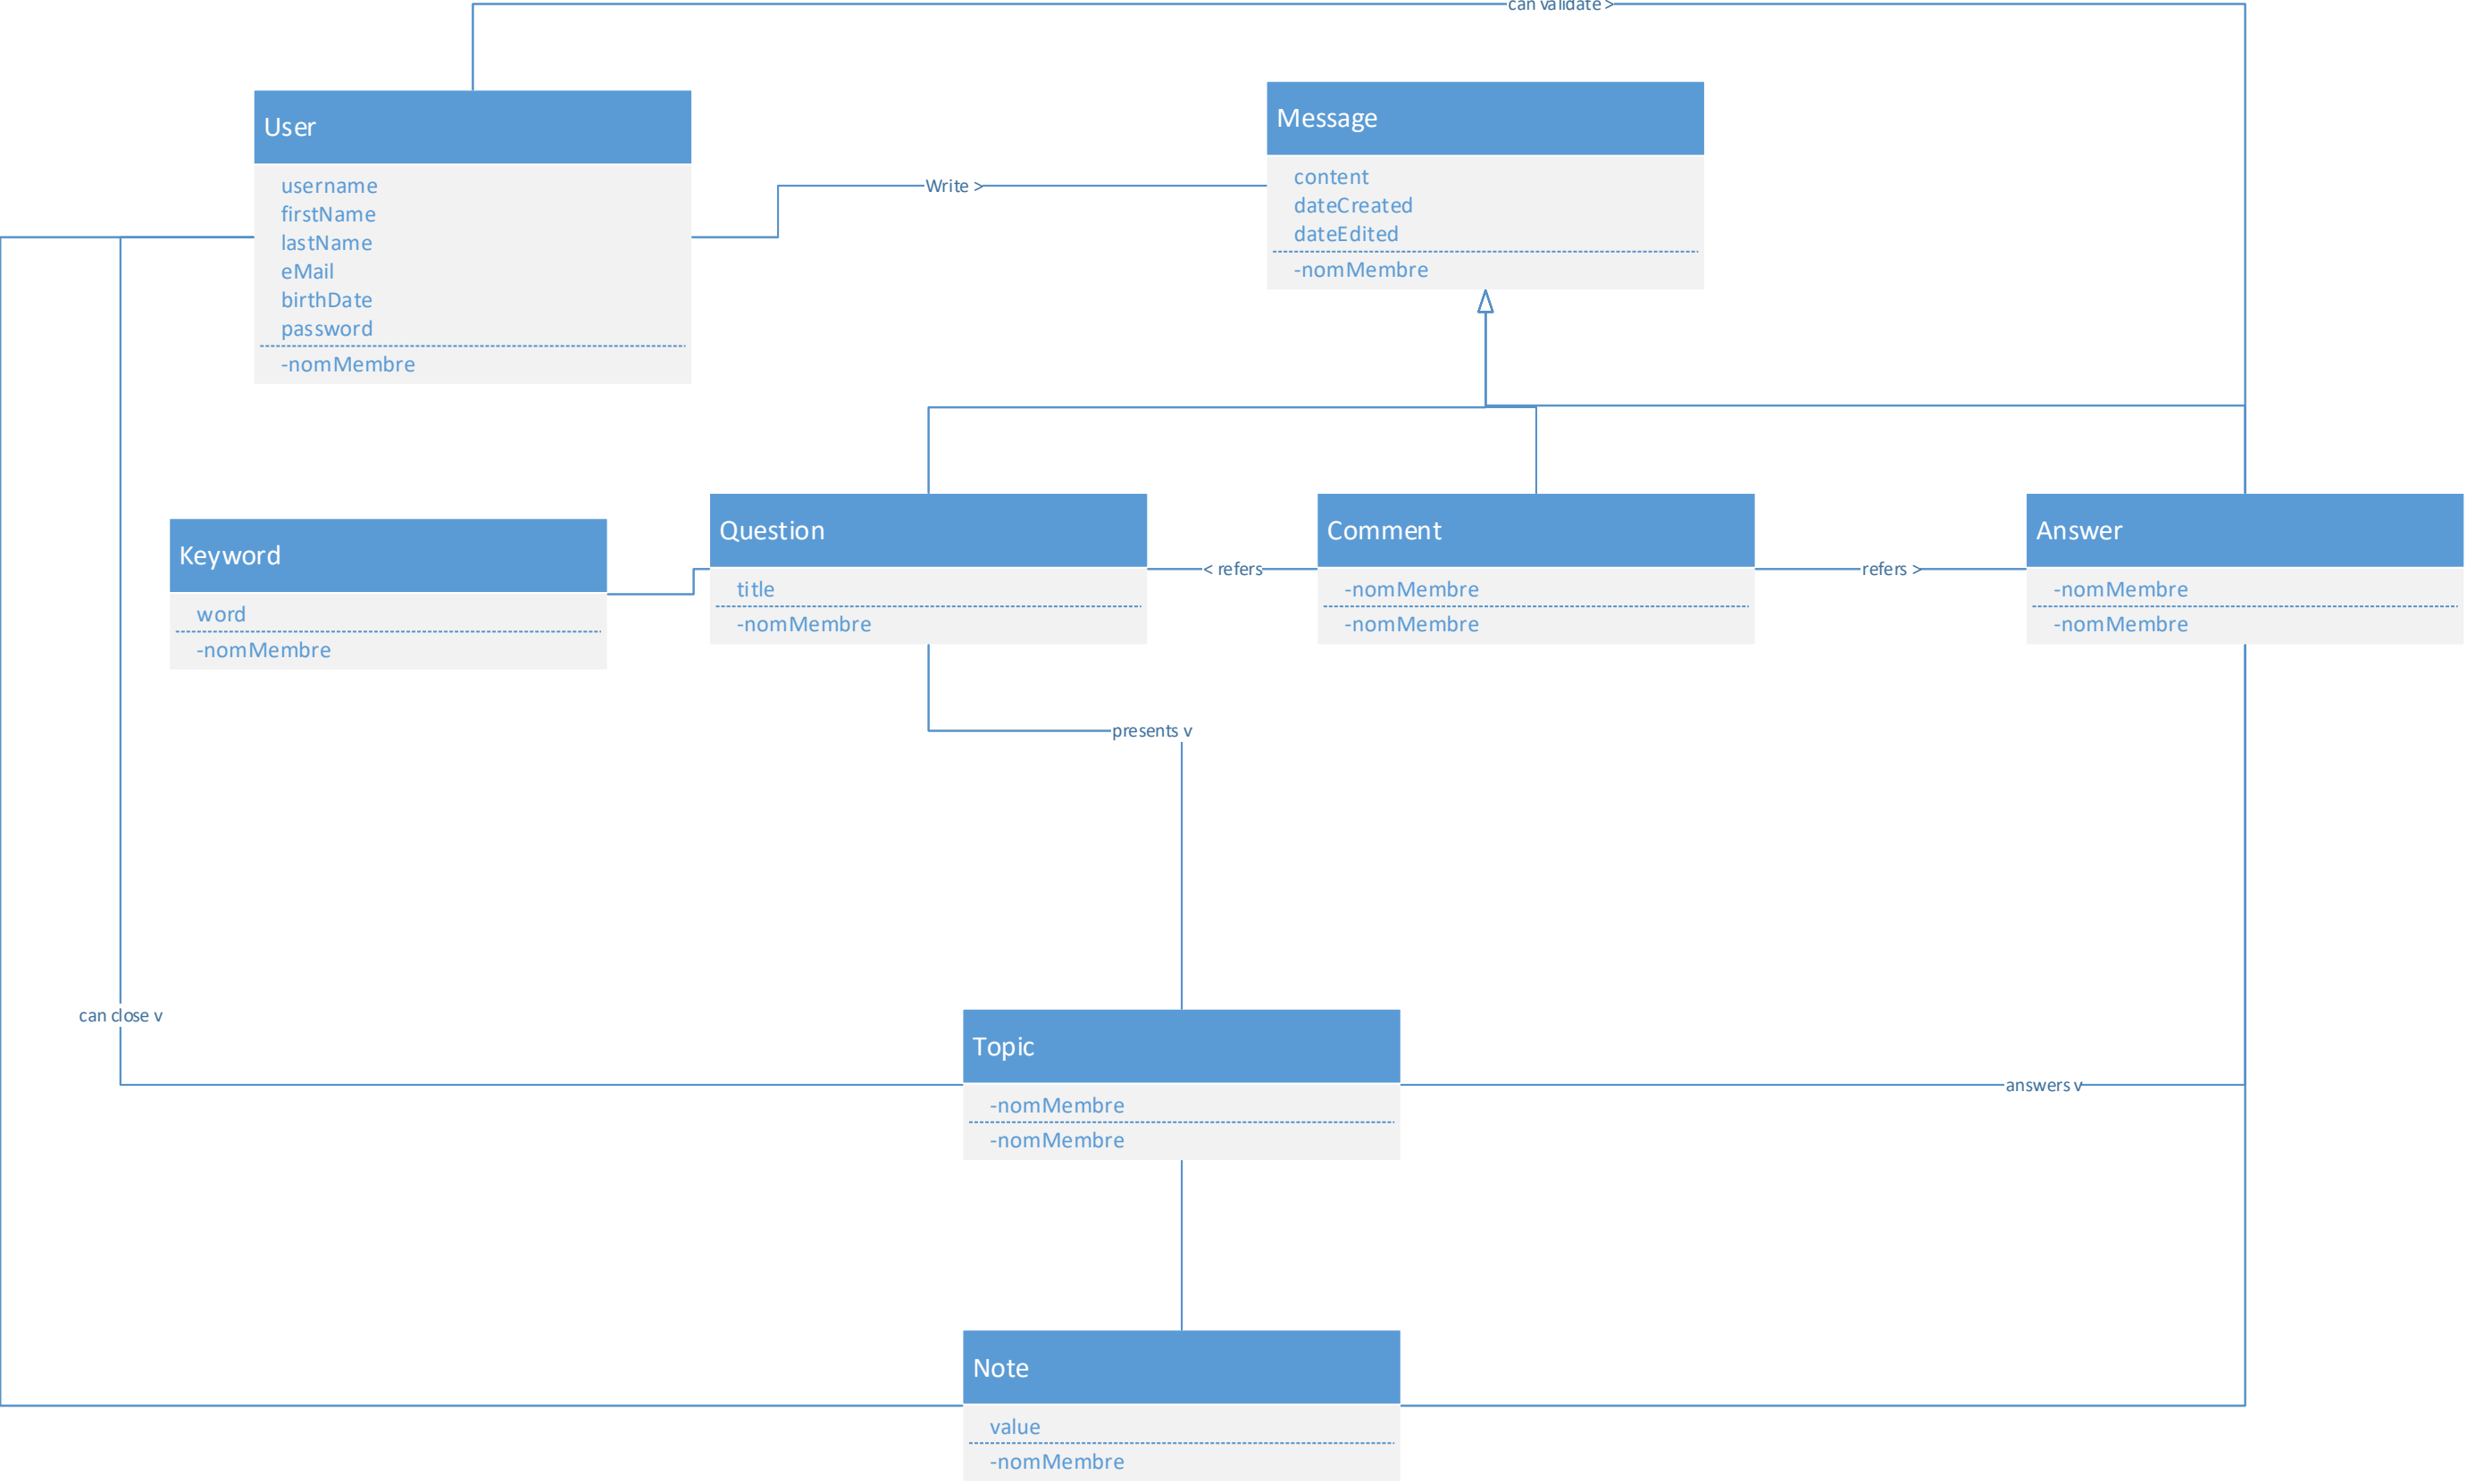 can validate >
User
username
firstName
lastName
eMail
birthDate
password
-nomMembre
Write >
Message
content
dateCreated
dateEdited
-nomMembre
Keyword
word
-nomMembre
Question
title
-nomMembre
< refers
Comment
-nomMembre
-nomMembre
refers >
Answer
-nomMembre
-nomMembre
presents v
can close v
Topic
-nomMembre
-nomMembre
answers v
Note
value
-nomMembre